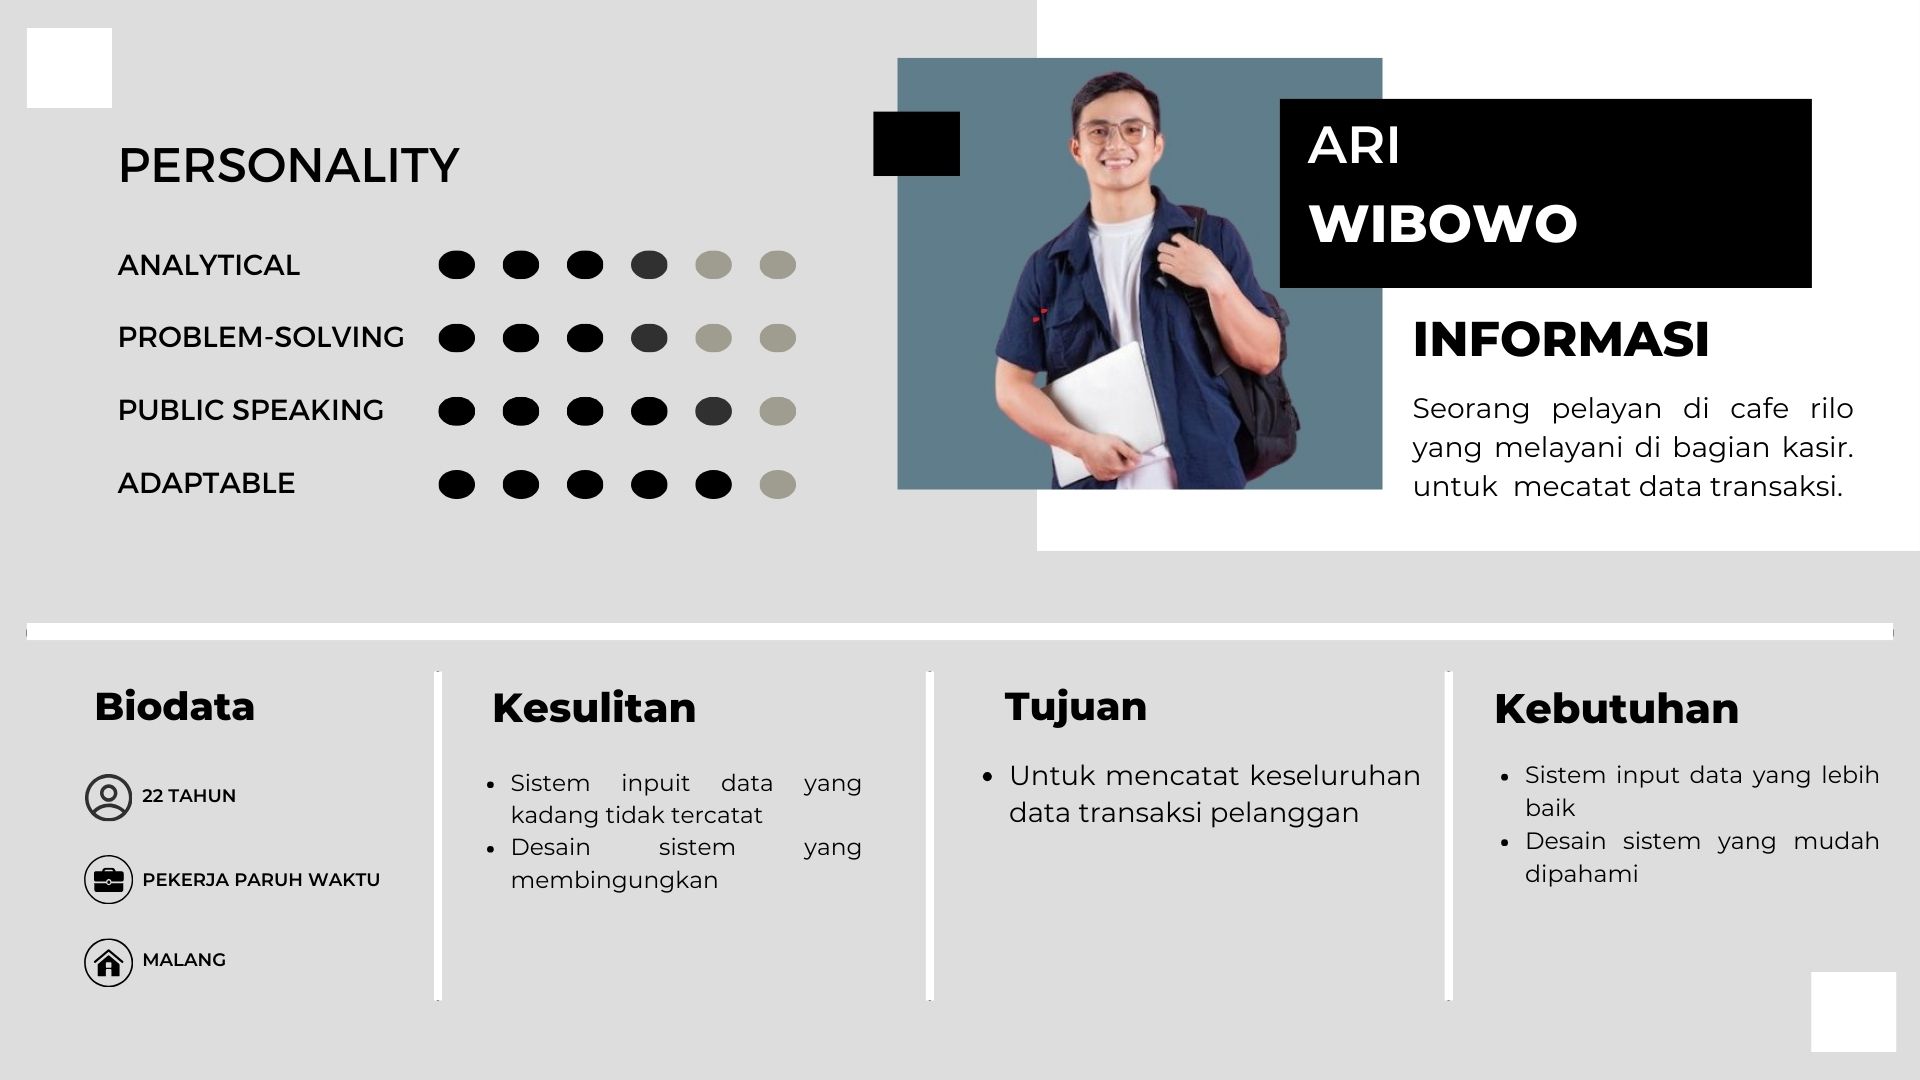 PERSONALITY
ANALYTICAL
PROBLEM-SOLVING
PUBLIC SPEAKING
ADAPTABLE
ARI
WIBOWO
INFORMASI
Seorang pelayan di cafe rilo
yang melayani di bagian kasir.
untuk mecatat data transaksi.
Biodata
22 TAHUN
PEKERJA PARUH WAKTU
MALANG
Kesulitan
• Sistem inpuit data yang
kadang tidak tercatat
• Desain sistem yang
membingungkan
Tujuan
• Untuk mencatat keseluruhan
data transaksi pelanggan
Kebutuhan
• Sistem input data yang lebih
baik
• Desain sistem yang mudah
dipahami